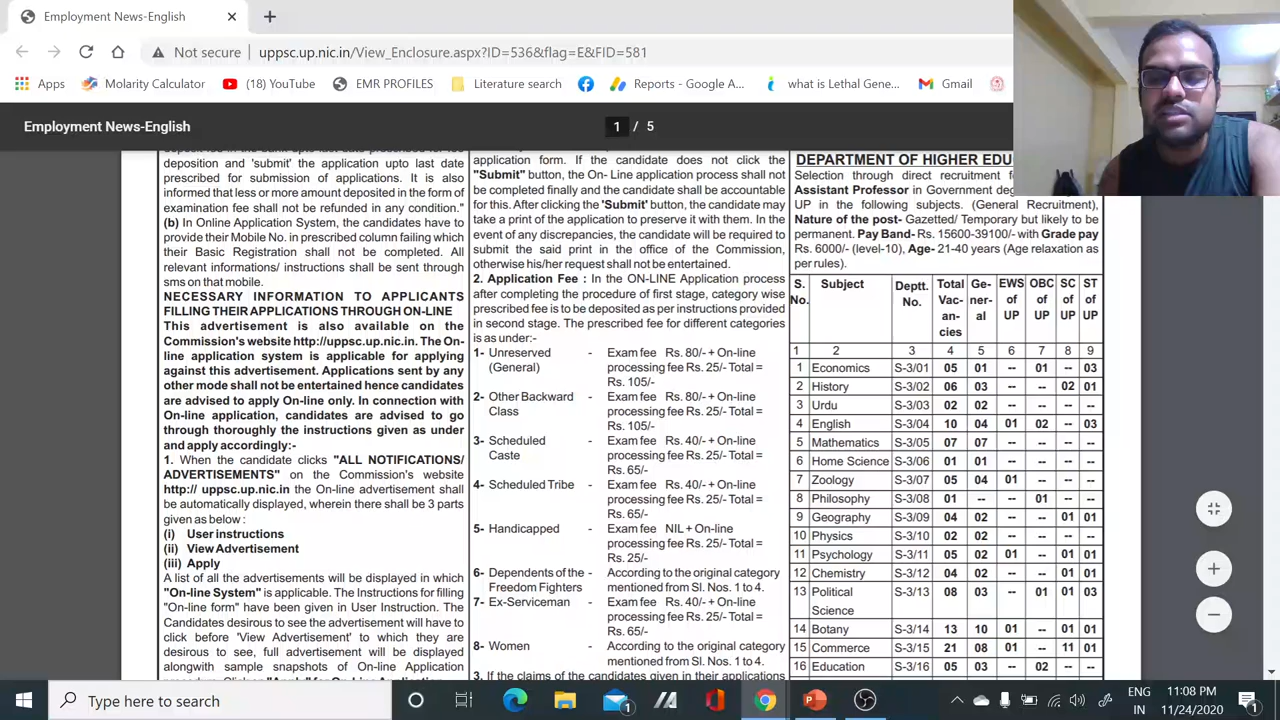 Employment News-English
Not secure
uppsc.up.nic.in/View_Enclosure.aspx?ID=536&flag=E&FID=581
Apps
Molarity Calculator
(18) YouTube
EMR PROFILES
Literature search
Reports - Google A...
what is Lethal Gene...
Gmail
Employment News-English
1 / 5
deposition and 'submit' the application upto last date
prescribed for submission of applications. It is also
informed that less or more amount deposited in the form of
examination fee shall not be refunded in any condition."
(b) In Online Application System, the candidates have to
provide their Mobile No. in prescribed column failing which
their Basic Registration shall not be completed. All
relevant informations/ instructions shall be sent through
sms on that mobile.
NECESSARY INFORMATION TO APPLICANTS
FILLING THEIR APPLICATIONS THROUGH ON-LINE
This advertisement is also available on the
Commission's website http://uppsc.up.nic.in. The On-
line application system is applicable for applying
against this advertisement. Applications sent by any
other mode shall not be entertained hence candidates
are advised to apply On-line only. In connection with
On-line application, candidates are advised to go
through thoroughly the instructions given as under
and apply accordingly:-
1. When the candidate clicks "ALL NOTIFICATIONS/
ADVERTISEMENTS" on the Commission's website
http:// uppsc.up.nic.in the On-line advertisement shall
be automatically displayed, wherein there shall be 3 parts
given as below :
(i) User instructions
(ii) View Advertisement
(iii) Apply
A list of all the advertisements will be displayed in which
"On-line System" is applicable. The Instructions for filling
"On-line form" have been given in User Instruction. The
Candidates desirous to see the advertisement will have to
click before 'View Advertisement' to which they are
desirous to see, full advertisement will be displayed
alongwith sample snapshots of On-line Application
application form. If the candidate does not click the
"Submit" button, the On- Line application process shall not
be completed finally and the candidate shall be accountable
for this. After clicking the 'Submit' button, the candidate may
take a print of the application to preserve it with them. In the
event of any discrepancies, the candidate will be required to
submit the said print in the office of the Commission,
otherwise his/her request shall not be entertained.
2. Application Fee : In the ON-LINE Application process
after completing the procedure of first stage, category wise
prescribed fee is to be deposited as per instructions provided
in second stage. The prescribed fee for different categories
is as under:-
1- Unreserved - Exam fee Rs. 80/- + On-line
(General) processing fee Rs. 25/- Total =
Rs. 105/-
2- Other Backward - Exam fee Rs. 80/- + On-line
Class processing fee Rs. 25/- Total =
Rs. 105/-
3- Scheduled - Exam fee Rs. 40/- + On-line
Caste processing fee Rs. 25/- Total =
Rs. 65/-
4- Scheduled Tribe - Exam fee Rs. 40/- + On-line
processing fee Rs. 25/- Total =
Rs. 65/-
5- Handicapped - Exam fee NIL + On-line
processing fee Rs. 25/- Total =
Rs. 25/-
6- Dependents of the - According to the original category
Freedom Fighters mentioned from Sl. Nos. 1 to 4.
7- Ex-Serviceman - Exam fee Rs. 40/- + On-line
processing fee Rs. 25/- Total =
Rs. 65/-
8- Women - According to the original category
mentioned from Sl. Nos. 1 to 4.
3. If the claims of the candidates given in their applications
DEPARTMENT OF HIGHER EDU
Selection through direct recruitment
Assistant Professor in Government
UP in the following subjects. (General Recruitment),
Nature of the post- Gazetted/ Temporary but likely to be
permanent. Pay Band- Rs. 15600-39100/- with Grade pay
Rs. 6000/- (level-10), Age- 21-40 years (Age relaxation as
per rules).
S. No. Subject Deptt. No. Total Vac-an-cies Ge-ner-al EWS of UP OBC of UP SC of UP ST of UP
1 2 3 4 5 6 7 8 9
1 Economics S-3/01 05 01 -- 01 -- 03
2 History S-3/02 06 03 -- -- 02 01
3 Urdu S-3/03 02 02 -- -- -- --
4 English S-3/04 10 04 01 02 -- 03
5 Mathematics S-3/05 07 07 -- -- -- --
6 Home Science S-3/06 01 01 -- -- -- --
7 Zoology S-3/07 05 04 01 -- -- --
8 Philosophy S-3/08 01 -- -- 01 -- --
9 Geography S-3/09 04 02 -- -- 01 01
10 Physics S-3/10 02 02 -- -- -- --
11 Psychology S-3/11 05 02 01 -- 01 01
12 Chemistry S-3/12 04 02 -- -- 01 01
13 Political S-3/13 08 03 -- 01 01 03
Science
14 Botany S-3/14 13 10 01 -- 01 01
15 Commerce S-3/15 21 08 01 -- 11 01
16 Education S-3/16 05 03 -- 02 -- --
Type here to search
1
ENG
IN
11:08 PM
11/24/2020
1